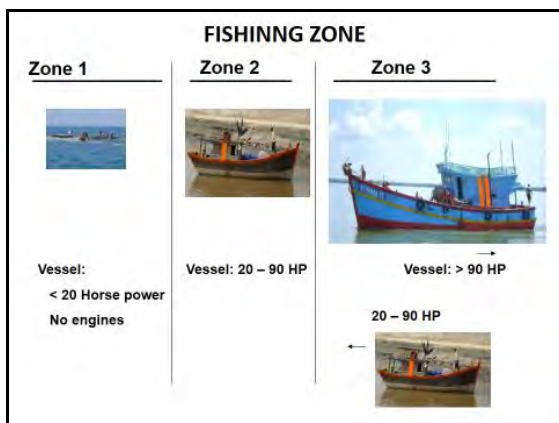 FISHINNG ZONE
Zone 1
Zone 2
Zone 3
Vessel:
< 20 Horse power
No engines
Vessel: 20 – 90 HP
Vessel: > 90 HP
20 – 90 HP